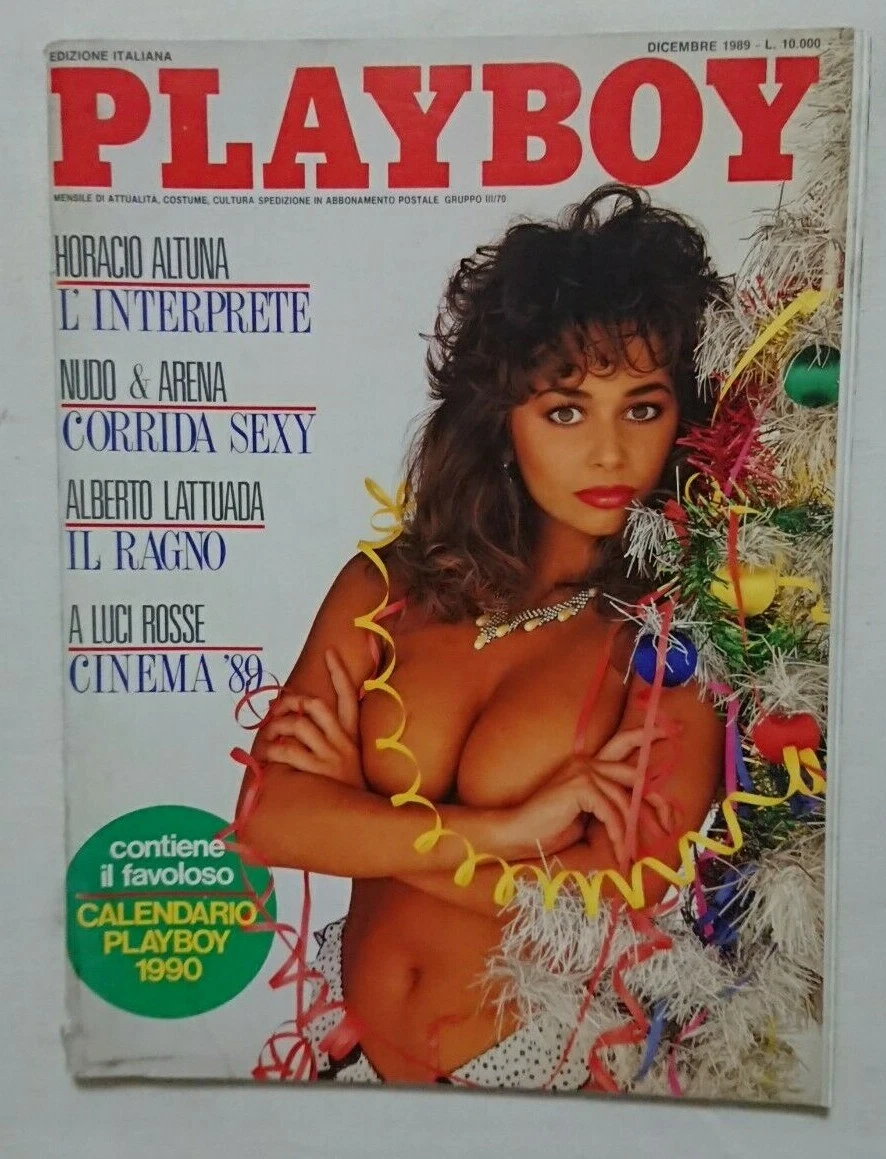 EDIZIONE ITALIANA
DICEMBRE 1989 - L. 10.000
PLAYBOY
MENSILE DI ATTUALITA, COSTUME, CULTURA SPEDIZIONE IN ABBONAMENTO POSTALE GRUPPO III/70
HORACIO ALTUNA
L'INTERPRETE
NUDO & ARENA
CORRIDA SEXY
ALBERTO LATTUADA
IL RAGNO
A LUCI ROSSE
CINEMA '89
contiene
il favoloso
CALENDARIO
PLAYBOY
1990